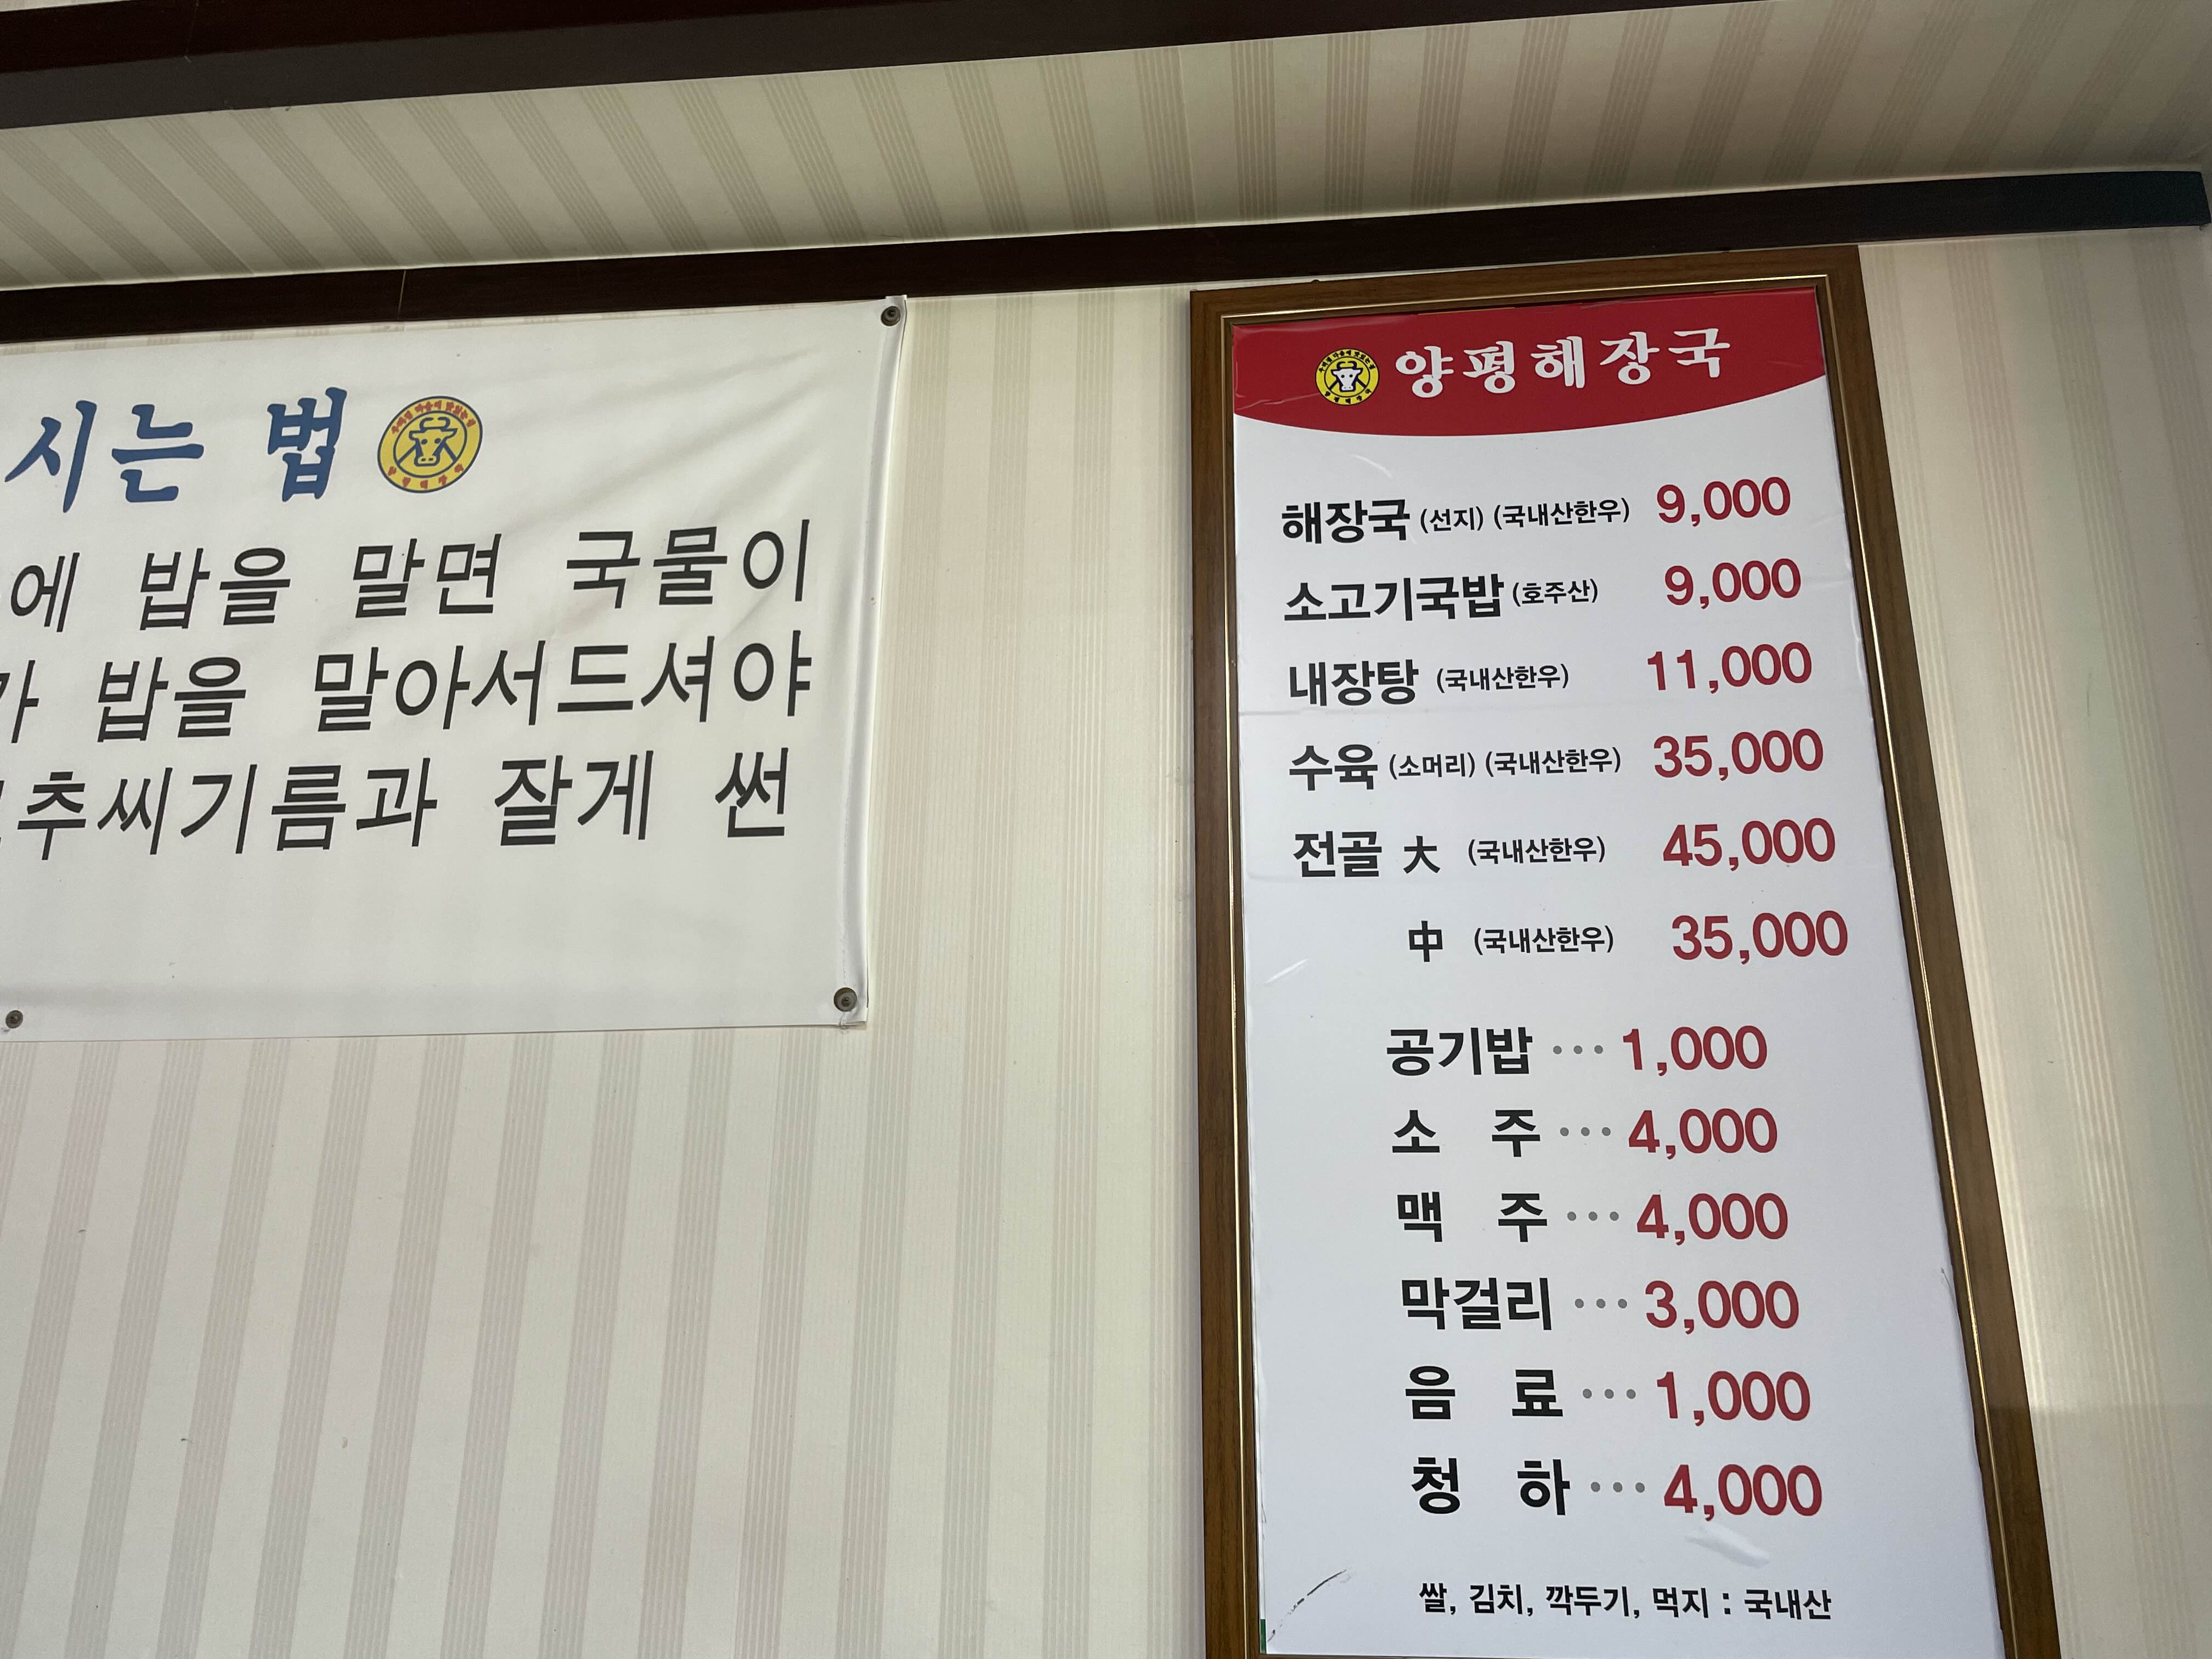 시는 법
에 밥을 말면 국물이
가 밥을 말아서드셔야
추씨기름과 잘게 썬
양평해장국
해장국 (선지) (국내산한우) 9,000
소고기국밥 (호주산) 9,000
내장탕 (국내산한우) 11,000
수육 (소머리) (국내산한우) 35,000
전골 大 (국내산한우) 45,000
中 (국내산한우) 35,000
공기밥 ··· 1,000
소 주 ··· 4,000
맥 주 ··· 4,000
막걸리 ··· 3,000
음 료 ··· 1,000
청 하 ··· 4,000
쌀, 김치, 깍두기, 먹지 : 국내산